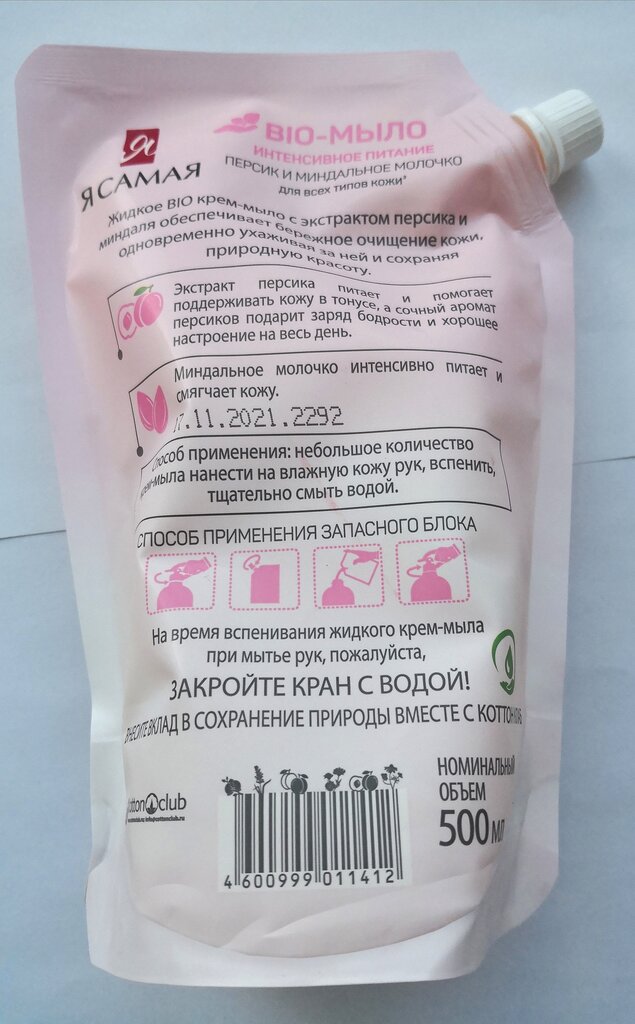 Я
Я САМАЯ
BIO-МЫЛО
ИНТЕНСИВНОЕ ПИТАНИЕ
ПЕРСИК И МИНДАЛЬНОЕ МОЛОЧКО
для всех типов кожи*
Жидкое BIO крем-мыло с экстрактом персика и
миндаля обеспечивает бережное очищение кожи,
одновременно ухаживая за ней и сохраняя
природную красоту.
Экстракт персика питает и помогает
поддерживать кожу в тонусе, а сочный аромат
персиков подарит заряд бодрости и хорошее
настроение на весь день.
Миндальное молочко интенсивно питает и
смягчает кожу.
17.11.2021.2292
Способ применения: небольшое количество
крем-мыла нанести на влажную кожу рук, вспенить,
тщательно смыть водой.
СПОСОБ ПРИМЕНЕНИЯ ЗАПАСНОГО БЛОКА
На время вспенивания жидкого крем-мыла
при мытье рук, пожалуйста,
ЗАКРОЙТЕ КРАН С ВОДОЙ!
ВНЕСИТЕ ВКЛАД В СОХРАНЕНИЕ ПРИРОДЫ ВМЕСТЕ С КОТТОН
cotton club
info@cottonclub.ru
НОМИНАЛЬНЫЙ
ОБЪЕМ
500 МЛ
4 600999 011412